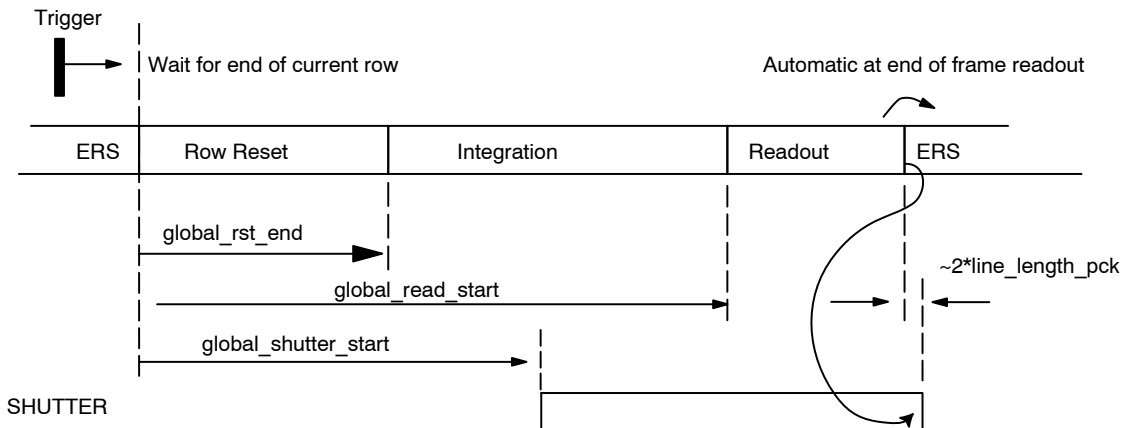 Trigger
Wait for end of current row
Automatic at end of frame readout
ERS Row Reset Integration Readout ERS
global_rst_end
~2*line_length_pck
global_read_start
global_shutter_start
SHUTTER